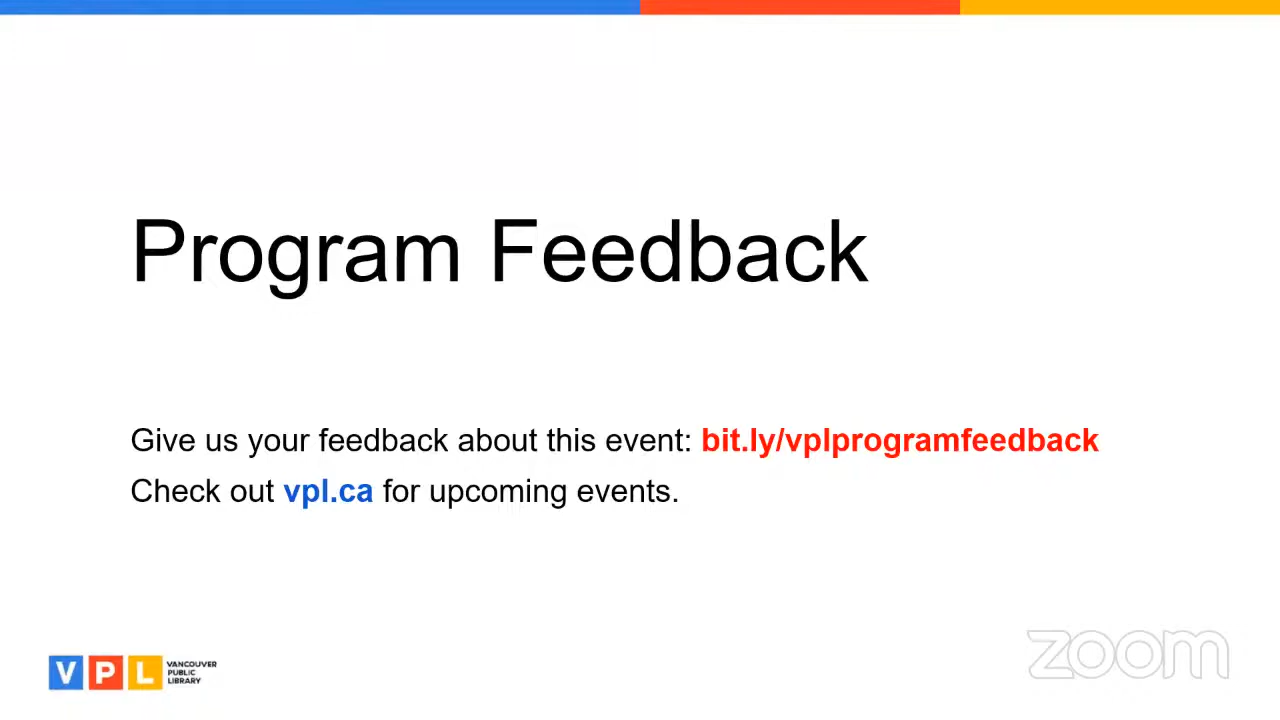 Program Feedback
Give us your feedback about this event: bit.ly/vplprogramfeedback
Check out vpl.ca for upcoming events.
VPL
VANCOUVER
PUBLIC
LIBRARY
zoom